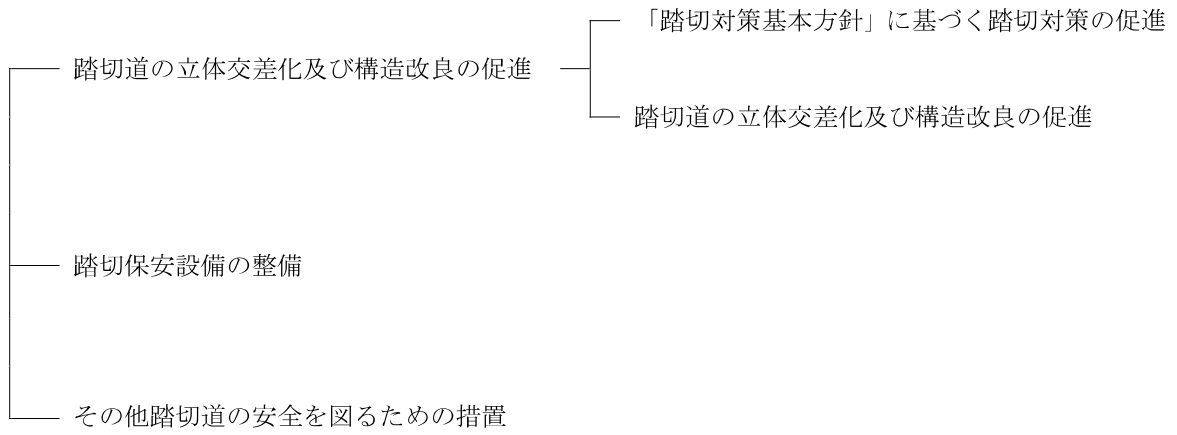 「踏切対策基本方針」に基づく踏切対策の促進
踏切道の立体交差化及び構造改良の促進
踏切道の立体交差化及び構造改良の促進
踏切保安設備の整備
その他踏切道の安全を図るための措置